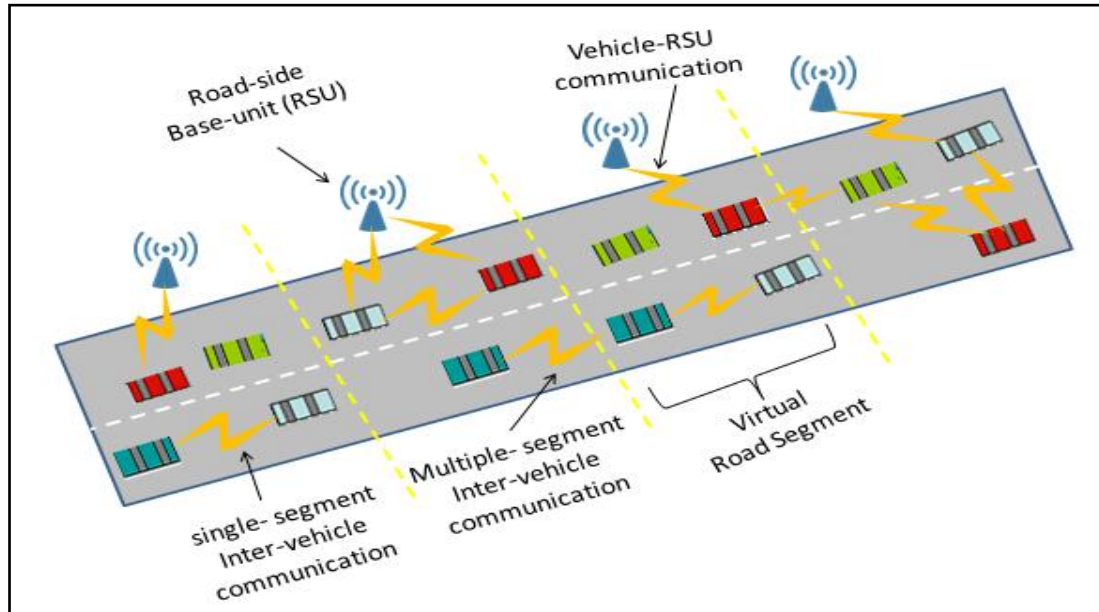 Road-side
Base-unit (RSU)
Vehicle-RSU
communication
single- segment
Inter-vehicle
communication
Multiple- segment
Inter-vehicle
communication
Virtual
Road Segment